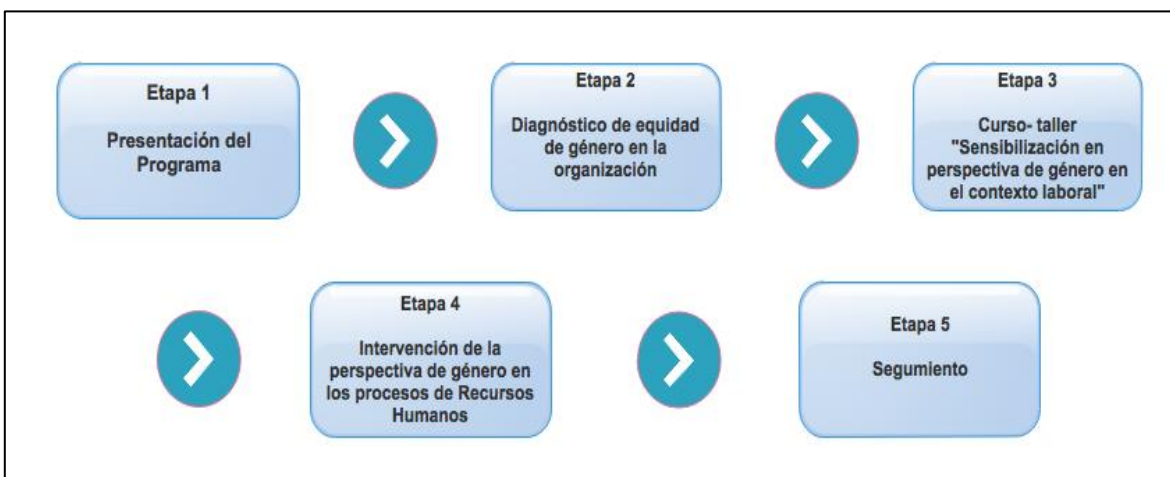 Etapa 1
Presentación del
Programa
Etapa 2
Diagnóstico de equidad
de género en la
organización
Etapa 3
Curso- taller
"Sensibilización en
perspectiva de género en
el contexto laboral"
Etapa 4
Intervención de la
perspectiva de género en
los procesos de Recursos
Humanos
Etapa 5
Segumiento